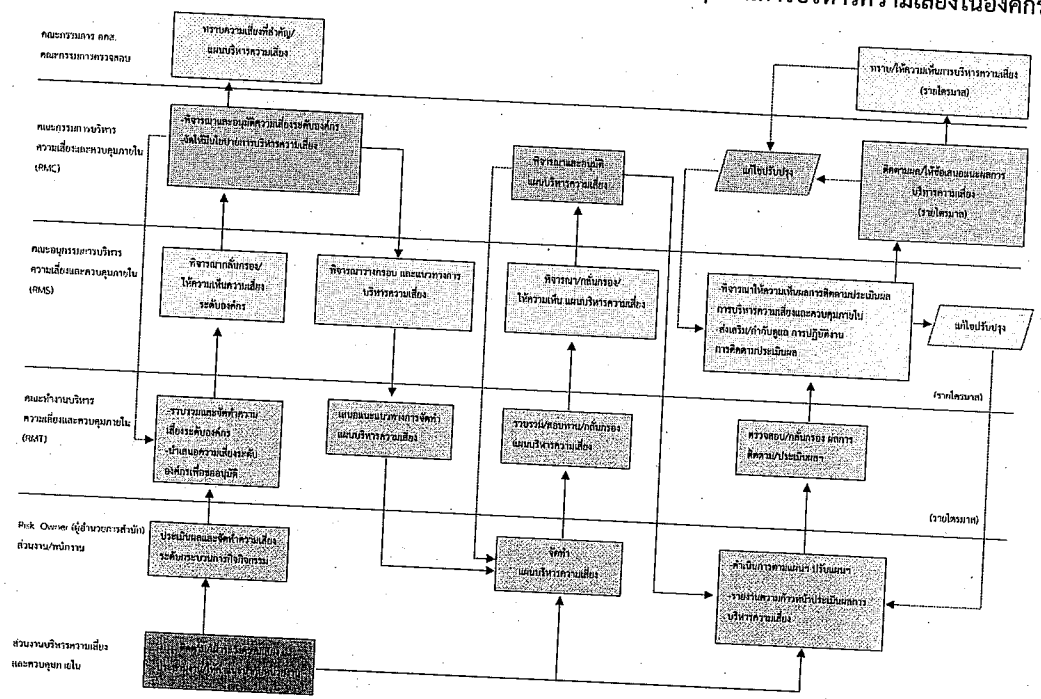 การบริหารความเสี่ยงในองค์กร
คณะกรรมการ อคส.
คณะกรรมการตรวจสอบ
ทราบความเสี่ยงที่สำคัญ/
แผนบริหารความเสี่ยง
ทราบ/ให้ความเห็นการบริหารความเสี่ยง
(รายไตรมาส)
คณะกรรมการบริหาร
ความเสี่ยงและควบคุมภายใน
(RMC)
-พิจารณาและอนุมัติความเสี่ยงระดับองค์กร
-จัดให้มีนโยบายการบริหารความเสี่ยง
พิจารณาและอนุมัติ
แผนบริหารความเสี่ยง
แก้ไขปรับปรุง
ติดตามผล/ให้ข้อเสนอแนะผลการ
บริหารความเสี่ยง
(รายไตรมาส)
คณะอนุกรรมการบริหาร
ความเสี่ยงและควบคุมภายใน
(RMS)
พิจารณากลั่นกรอง/
ให้ความเห็นความเสี่ยง
ระดับองค์กร
พิจารณาวางกรอบ และแนวทางการ
บริหารความเสี่ยง
พิจารณา/กลั่นกรอง/
ให้ความเห็น แผนบริหารความเสี่ยง
-พิจารณาให้ความเห็นผลการติดตามประเมินผล
การบริหารความเสี่ยงและควบคุมภายใน
-ส่งเสริม/กำกับดูแล การปฏิบัติงาน
การติดตามประเมินผล
แก้ไขปรับปรุง
(รายไตรมาส)
คณะทำงานบริหาร
ความเสี่ยงและควบคุมภายใน
(RMT)
-รวบรวมและจัดทำความ
เสี่ยงระดับองค์กร
-นำเสนอความเสี่ยงระดับ
องค์กรเพื่อขออนุมัติ
เสนอแนะแนวทางการจัดทำ
แผนบริหารความเสี่ยง
รวบรวม/สอบทาน/กลั่นกรอง
แผนบริหารความเสี่ยง
ตรวจสอบ/กลั่นกรอง ผลการ
ติดตาม/ประเมินผลฯ
(รายไตรมาส)
Risk Owner (ผู้อำนวยการสำนัก)
ส่วนงาน/พนักงาน
ประเมินผลและจัดทำความเสี่ยง
ระดับกระบวนการ/กิจกรรม
จัดทำ
แผนบริหารความเสี่ยง
-ดำเนินการตามแผนฯ ปรับแผนฯ
-รายงานความก้าวหน้าประเมินผลการ
บริหารความเสี่ยง
ส่วนงานบริหารความเสี่ยง
และควบคุมภายใน